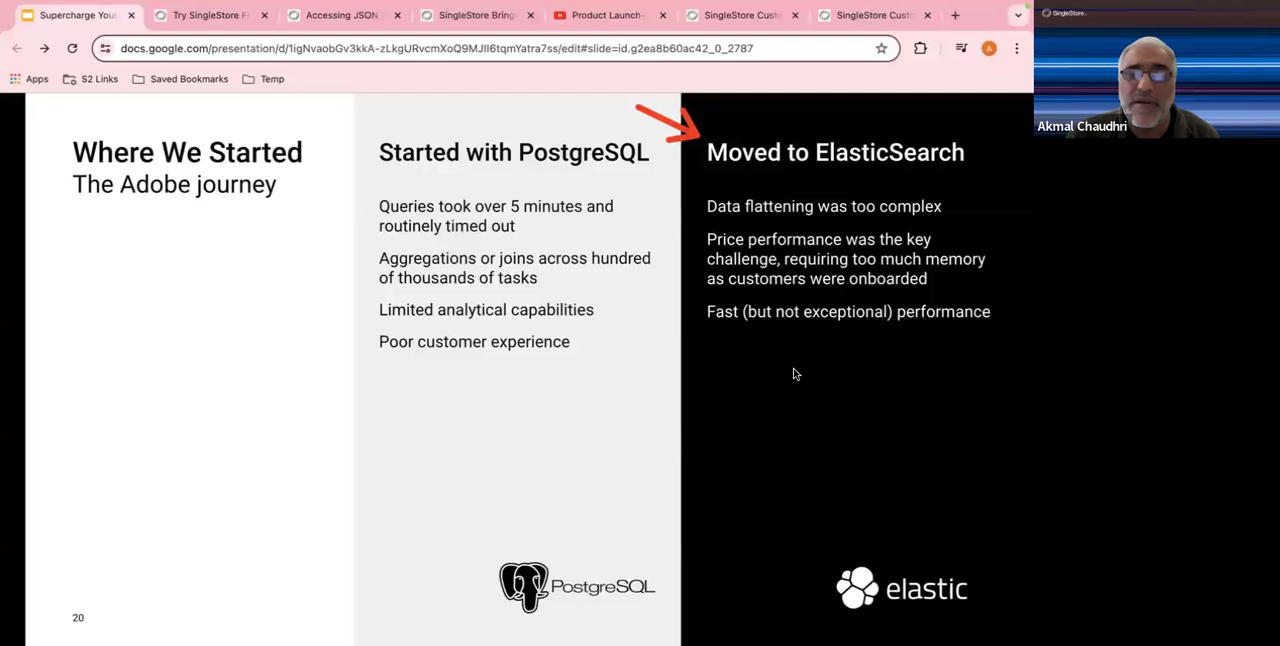 Supercharge You
Try SingleStore F
Accessing JSON
SingleStore Bring
Product Launch-
SingleStore Custo
SingleStore Custo
docs.google.com/presentation/d/1igNvaobGv3kkA-zLkgURvcmXoQ9MJII6tqmYatra7ss/edit#slide=id.g2ea8b60ac42_0_2787
A
Apps
S2 Links
Saved Bookmarks
Temp
SingleStore
Akmal Chaudhri
Where We Started
The Adobe journey
Started with PostgreSQL
Queries took over 5 minutes and
routinely timed out
Aggregations or joins across hundred
of thousands of tasks
Limited analytical capabilities
Poor customer experience
PostgreSQL
Moved to ElasticSearch
Data flattening was too complex
Price performance was the key
challenge, requiring too much memory
as customers were onboarded
Fast (but not exceptional) performance
elastic
20